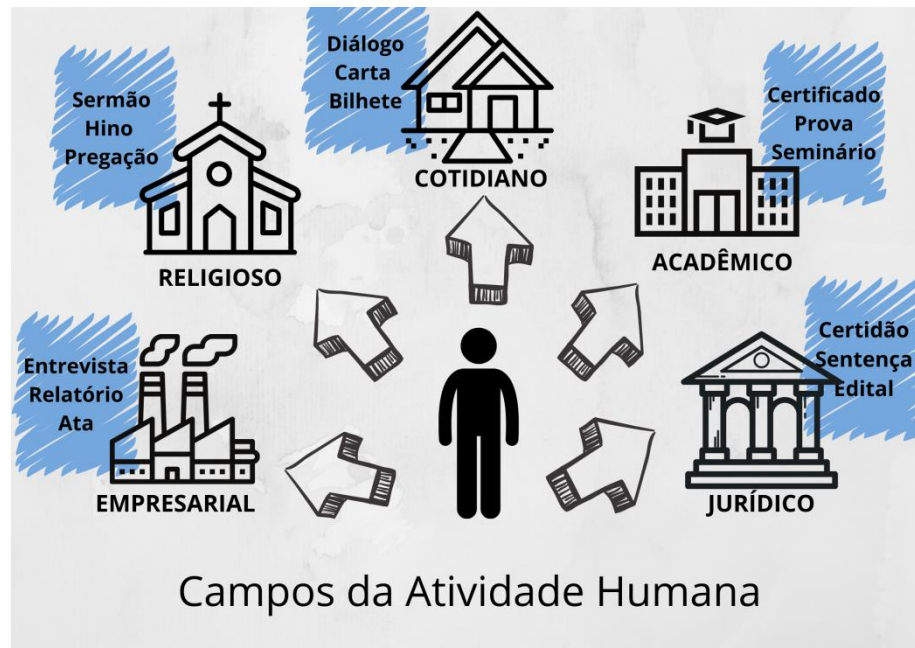 Diálogo
Carta
Bilhete
COTIDIANO
Sermão
Hino
Pregação
RELIGIOSO
Certificado
Prova
Seminário
ACADÊMICO
Entrevista
Relatório
Ata
EMPRESARIAL
Certidão
Sentença
Edital
JURÍDICO
Campos da Atividade Humana